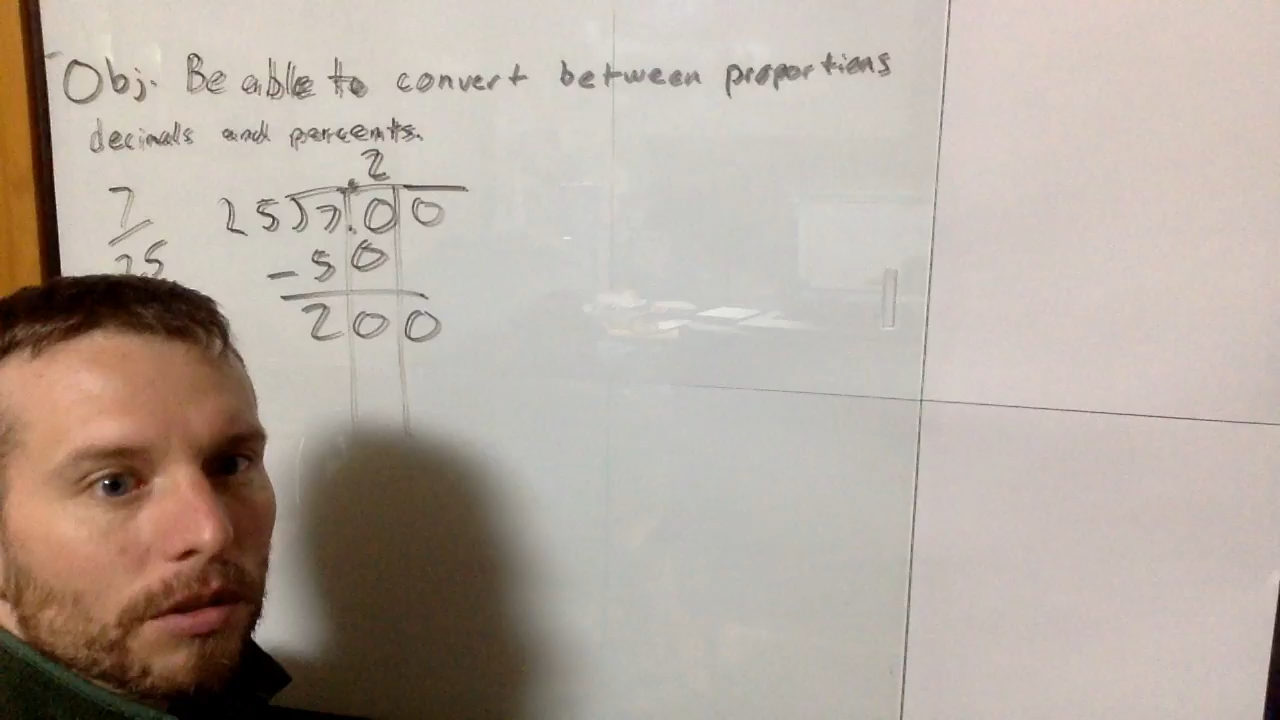 Obj. Be able to convert between proportions
decimals and percents.
.2
7/25 25)7.00
-50
200